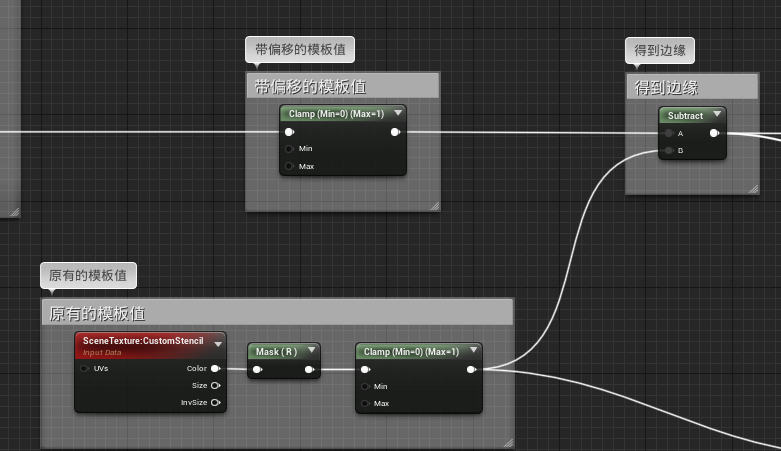 带偏移的模板值
带偏移的模板值
Clamp (Min=0) (Max=1)
Min
Max
得到边缘
得到边缘
Subtract
A
B
原有的模板值
原有的模板值
SceneTexture:CustomStencil
Input Data
UVs
Color
Size
InvSize
Mask ( R )
Clamp (Min=0) (Max=1)
Min
Max